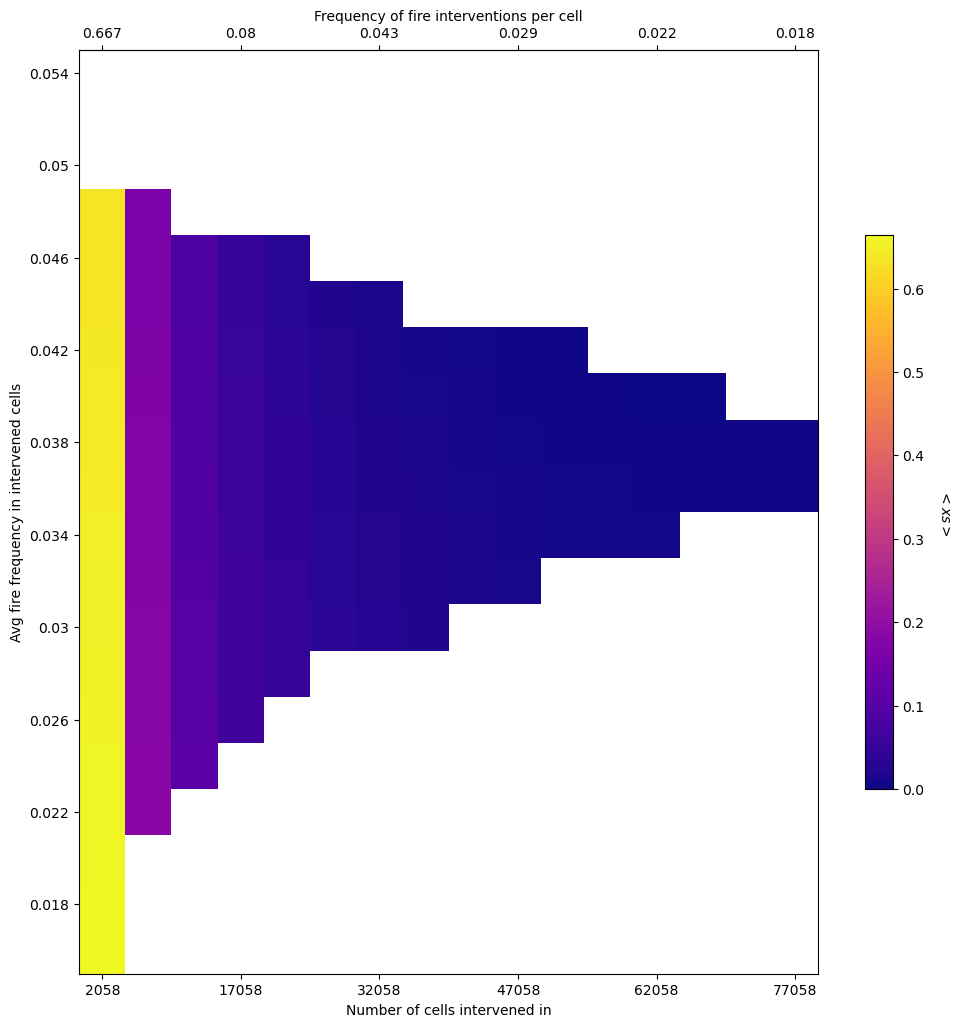 Frequency of fire interventions per cell
0.667 0.08 0.043 0.029 0.022 0.018
0.054
0.05
0.046
0.042
0.038
0.034
0.03
0.026
0.022
0.018
Avg fire frequency in intervened cells
2058 17058 32058 47058 62058 77058
Number of cells intervened in
0.6
0.5
0.4
0.3
0.2
0.1
0.0
< sx >